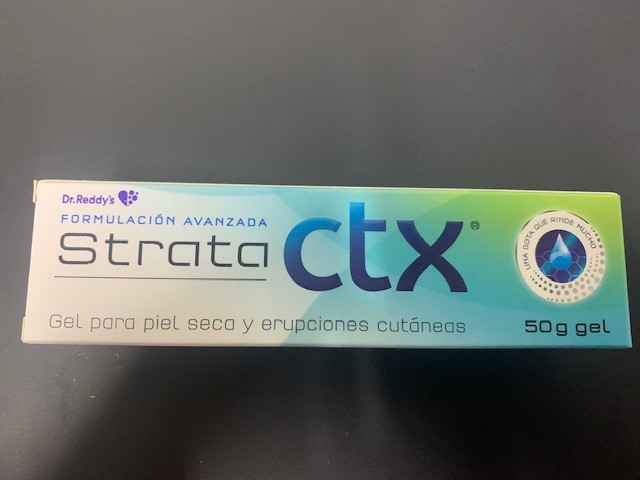 Dr.Reddy's
FORMULACIÓN AVANZADA
Strata ctx®
UNA GOTA QUE RINDE MUCHO
Gel para piel seca y erupciones cutáneas
50g gel